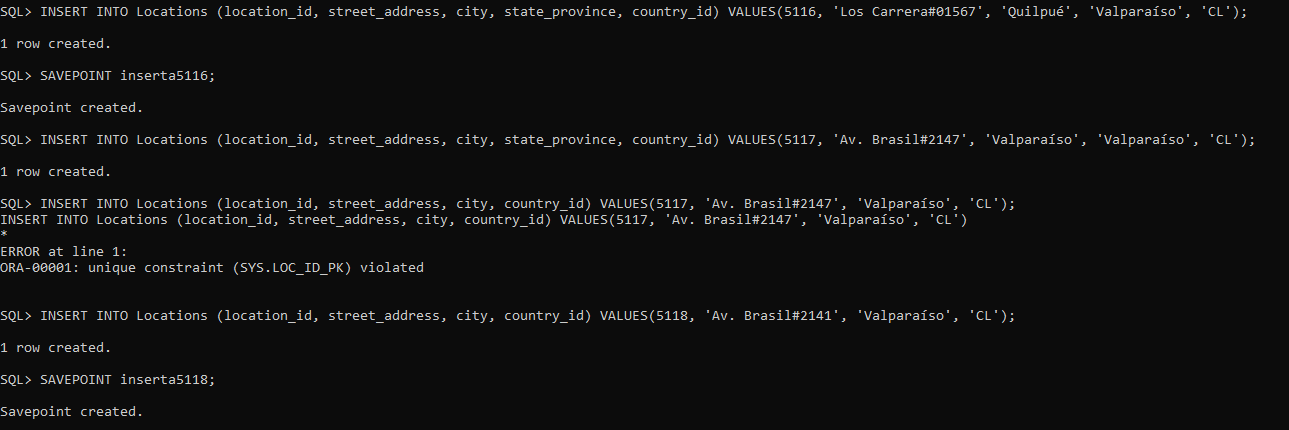 SQL> INSERT INTO Locations (location_id, street_address, city, state_province, country_id) VALUES(5116, 'Los Carrera#01567', 'Quilpué', 'Valparaíso', 'CL');
1 row created.
SQL> SAVEPOINT inserta5116;
Savepoint created.
SQL> INSERT INTO Locations (location_id, street_address, city, state_province, country_id) VALUES(5117, 'Av. Brasil#2147', 'Valparaíso', 'Valparaíso', 'CL');
1 row created.
SQL> INSERT INTO Locations (location_id, street_address, city, country_id) VALUES(5117, 'Av. Brasil#2147', 'Valparaíso', 'CL');
INSERT INTO Locations (location_id, street_address, city, country_id) VALUES(5117, 'Av. Brasil#2147', 'Valparaíso', 'CL')
*
ERROR at line 1:
ORA-00001: unique constraint (SYS.LOC_ID_PK) violated
SQL> INSERT INTO Locations (location_id, street_address, city, country_id) VALUES(5118, 'Av. Brasil#2141', 'Valparaíso', 'CL');
1 row created.
SQL> SAVEPOINT inserta5118;
Savepoint created.